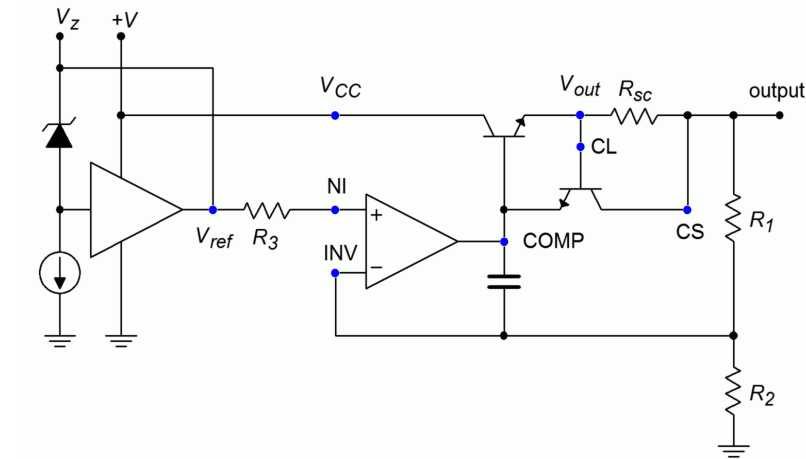 Vz
+V
VCC
Vout
Rsc
output
CL
NI
+
Vref
R3
INV
−
COMP
CS
R1
R2